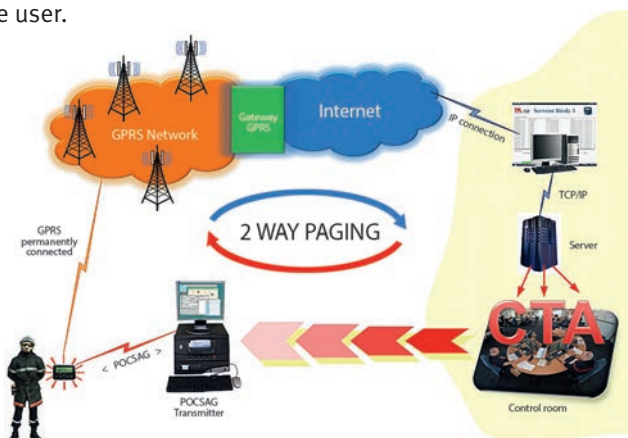 e user.
GPRS Network
Gateway
GPRS
Internet
IP connection
TCP/IP
Server
GPRS
permanently
connected
2 WAY PAGING
CTA
Control room
< POCSAG >
POCSAG
Transmitter